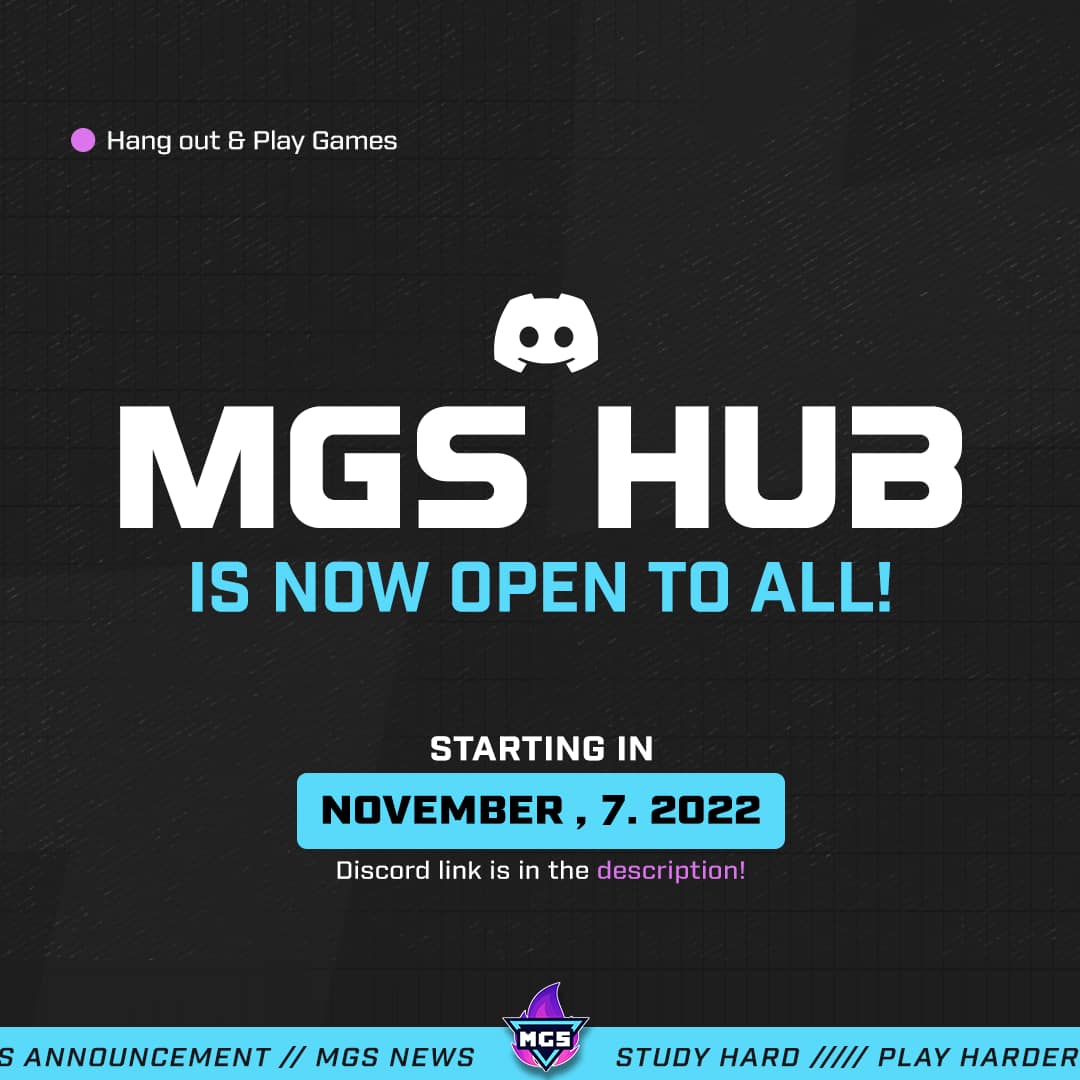 Hang out & Play Games
MGS HUB
IS NOW OPEN TO ALL!
STARTING IN
NOVEMBER , 7. 2022
Discord link is in the description!
S ANNOUNCEMENT // MGS NEWS
MGS
STUDY HARD ///// PLAY HARDER